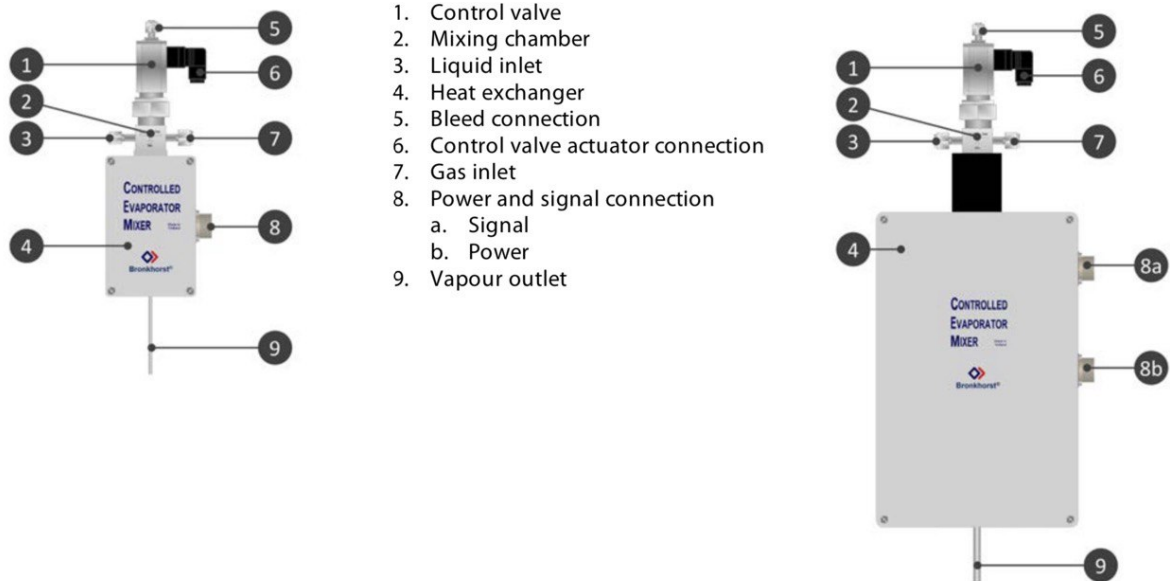 5
1
6
2
3
7
CONTROLLED
EVAPORATOR
MIXER
8
4
Bronkhorst®
9
1. Control valve
2. Mixing chamber
3. Liquid inlet
4. Heat exchanger
5. Bleed connection
6. Control valve actuator connection
7. Gas inlet
8. Power and signal connection
a. Signal
b. Power
9. Vapour outlet
5
1
6
2
3
7
4
8a
CONTROLLED
EVAPORATOR
MIXER
8b
Bronkhorst®
9